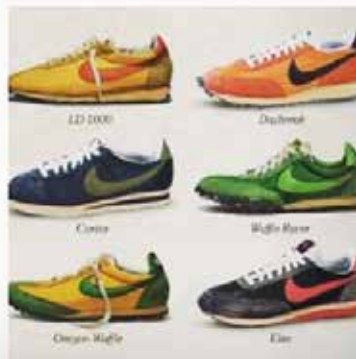 LD 1000
Daybreak
Cortez
Waffle Racer
Oregon Waffle
Elite